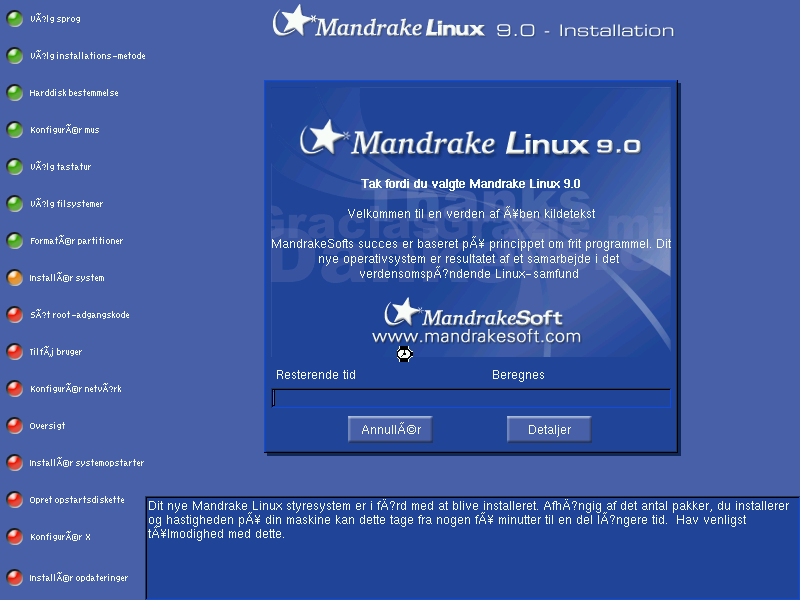 VÃ?lg sprog
VÃ?lg installations-metode
Harddisk bestemmelse
KonfigurÃ©r mus
VÃ?lg tastatur
VÃ?lg filsystemer
FormatÃ©r partitioner
InstallÃ©r system
SÃ?t root-adgangskode
TilfÃ¸j bruger
KonfigurÃ©r netvÃ?rk
Oversigt
InstallÃ©r systemopstarter
Opret opstartsdiskette
KonfigurÃ©r X
InstallÃ©r opdateringer
Mandrake Linux 9.0 - Installation
Mandrake Linux 9.0
Tak fordi du valgte Mandrake Linux 9.0
Velkommen til en verden af Ã¥ben kildetekst
MandrakeSofts succes er baseret pÃ¥ princippet om frit programmel. Dit
nye operativsystem er resultatet af et samarbejde i det
verdensomspÃ?ndende Linux-samfund
MandrakeSoft
www.mandrakesoft.com
Resterende tid Beregnes
AnnullÃ©r Detaljer
Dit nye Mandrake Linux styresystem er i fÃ?rd med at blive installeret. AfhÃ?ngig af det antal pakker, du installerer
og hastigheden pÃ¥ din maskine kan dette tage fra nogen fÃ¥ minutter til en del lÃ?ngere tid. Hav venligst
tÃ¥lmodighed med dette.